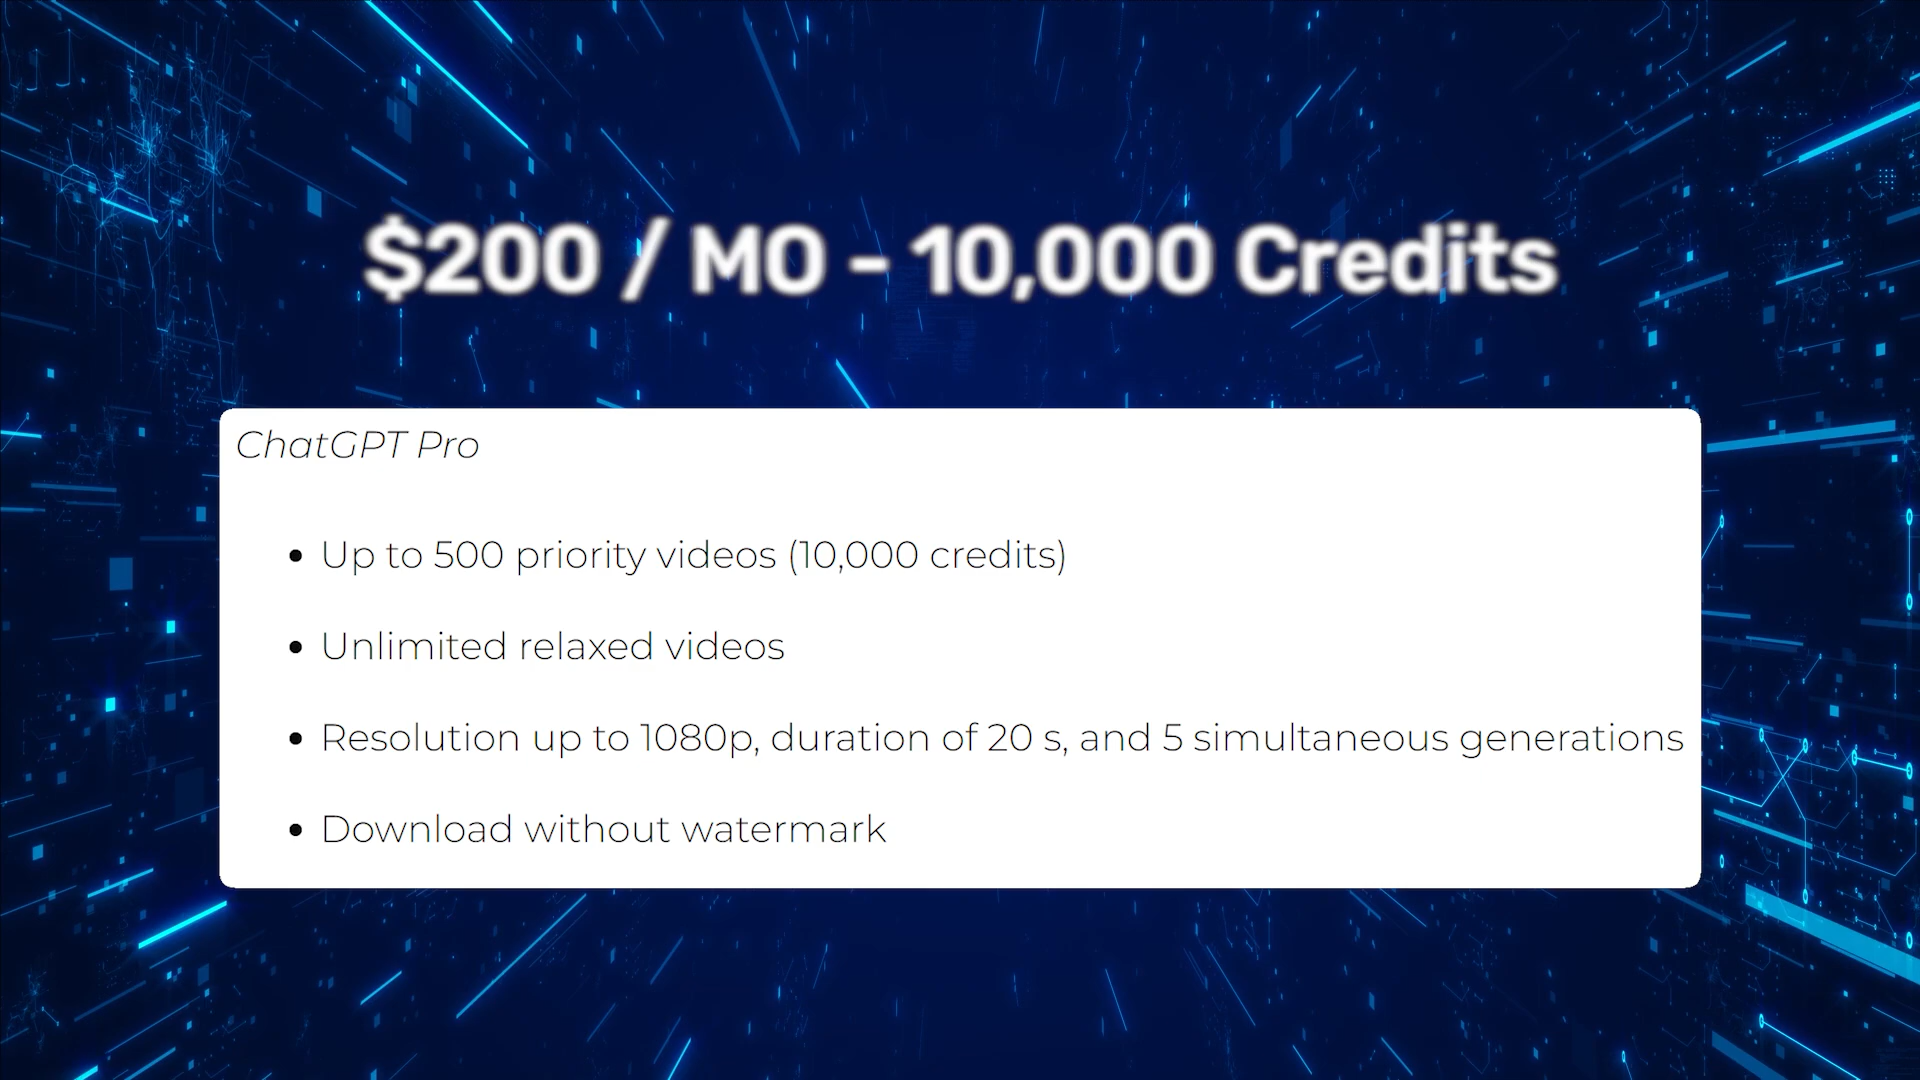 $200 / MO - 10,000 Credits
ChatGPT Pro
• Up to 500 priority videos (10,000 credits)
• Unlimited relaxed videos
• Resolution up to 1080p, duration of 20 s, and 5 simultaneous generations
• Download without watermark